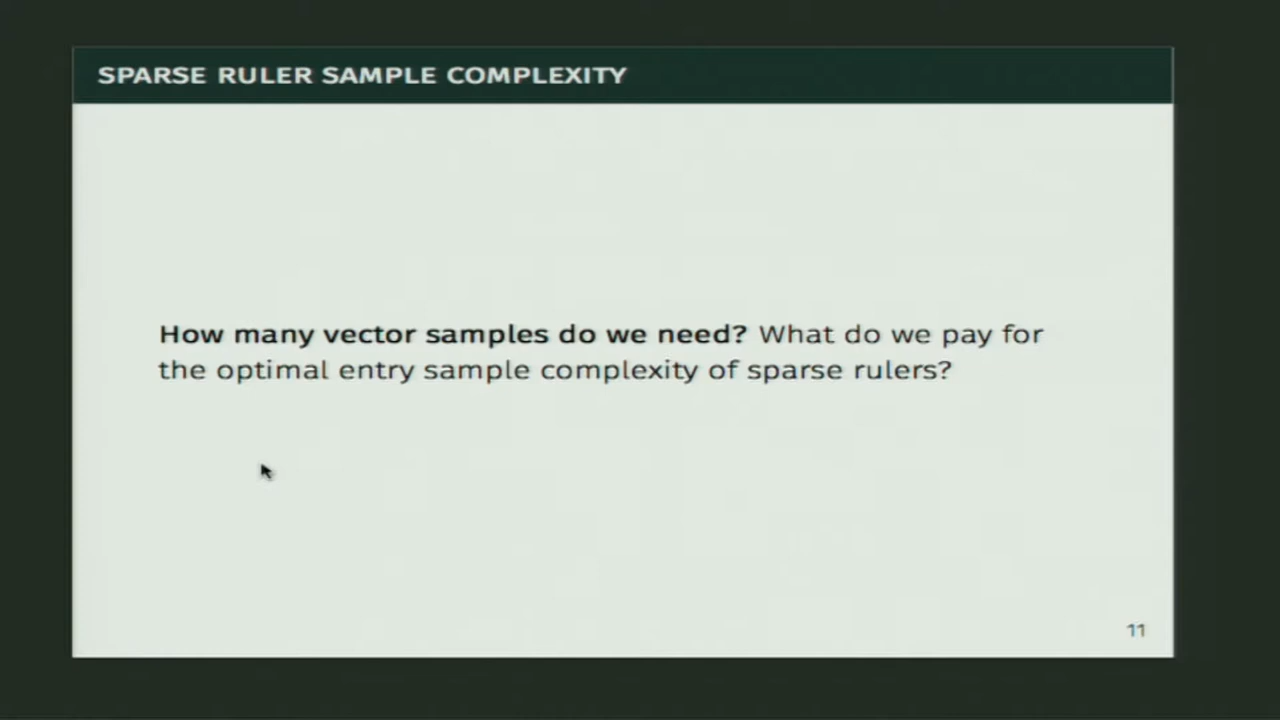 SPARSE RULER SAMPLE COMPLEXITY
How many vector samples do we need? What do we pay for
the optimal entry sample complexity of sparse rulers?
11